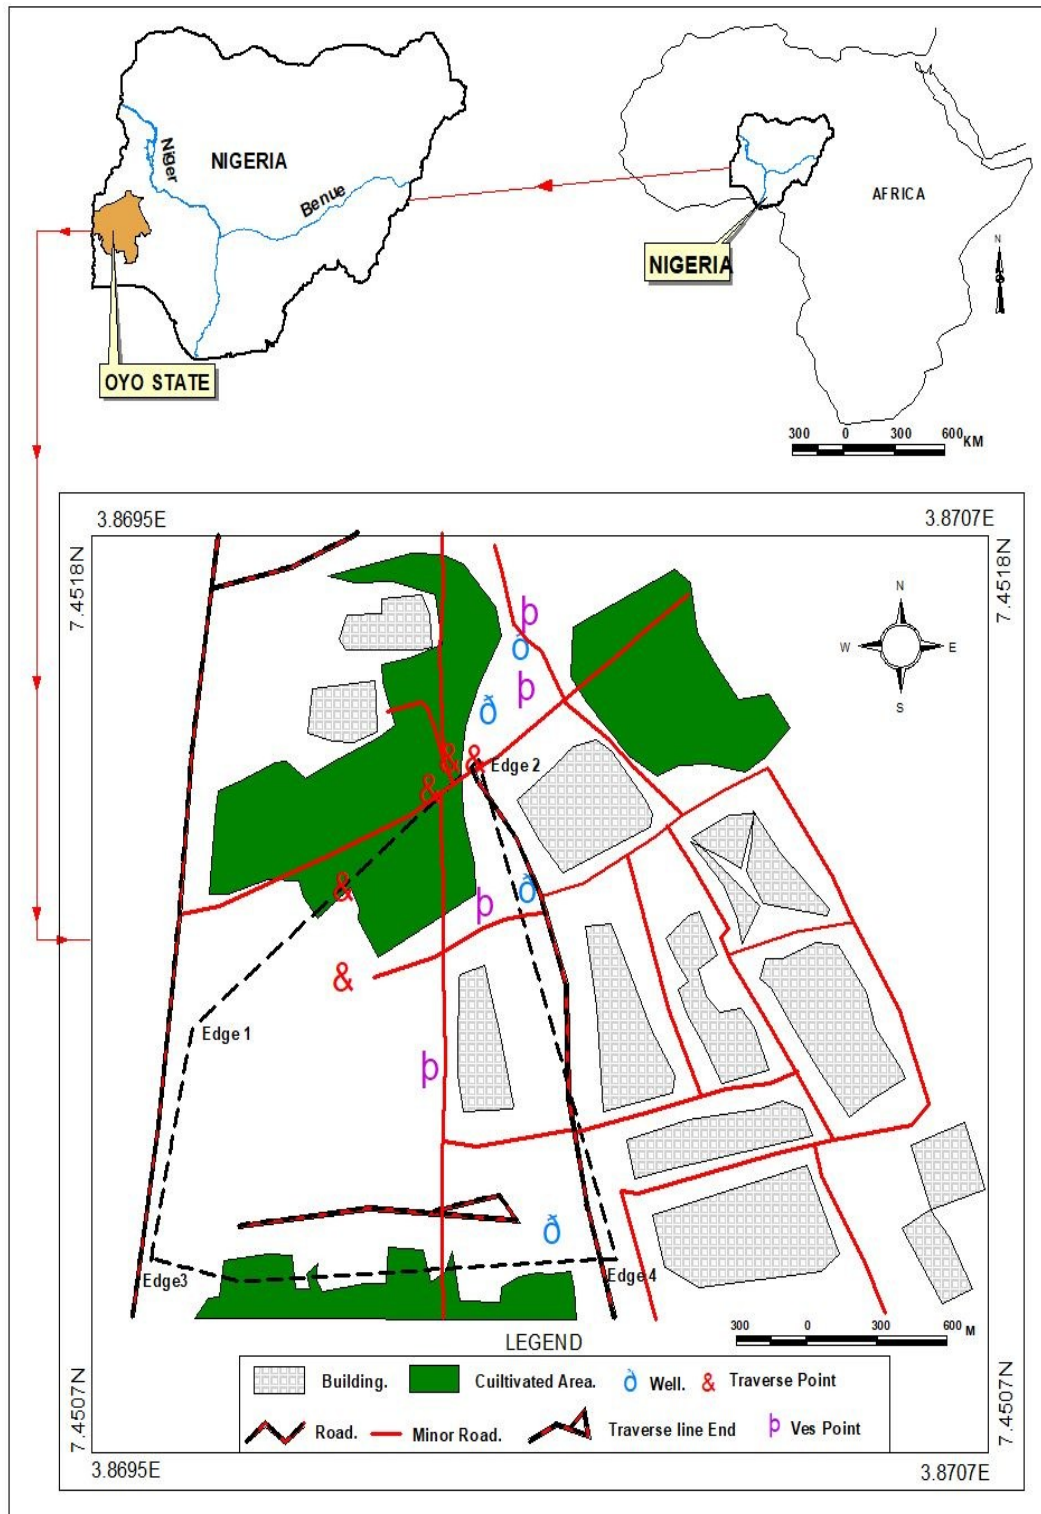 NIGERIA
Niger
Benue
OYO STATE
AFRICA
NIGERIA
N
300 0 300 600 KM
3.8695E 3.8707E
7.4518N 7.4518N
N
W E
S
þ
ð
þ
ð
& &
Edge 2
&
&
þ ð
&
Edge 1
þ
ð
Edge3 Edge 4
300 0 300 600 M
LEGEND
Building. Cuiltivated Area. ð Well. & Traverse Point
Road. Minor Road. Traverse line End þ Ves Point
7.4507N 7.4507N
3.8695E 3.8707E